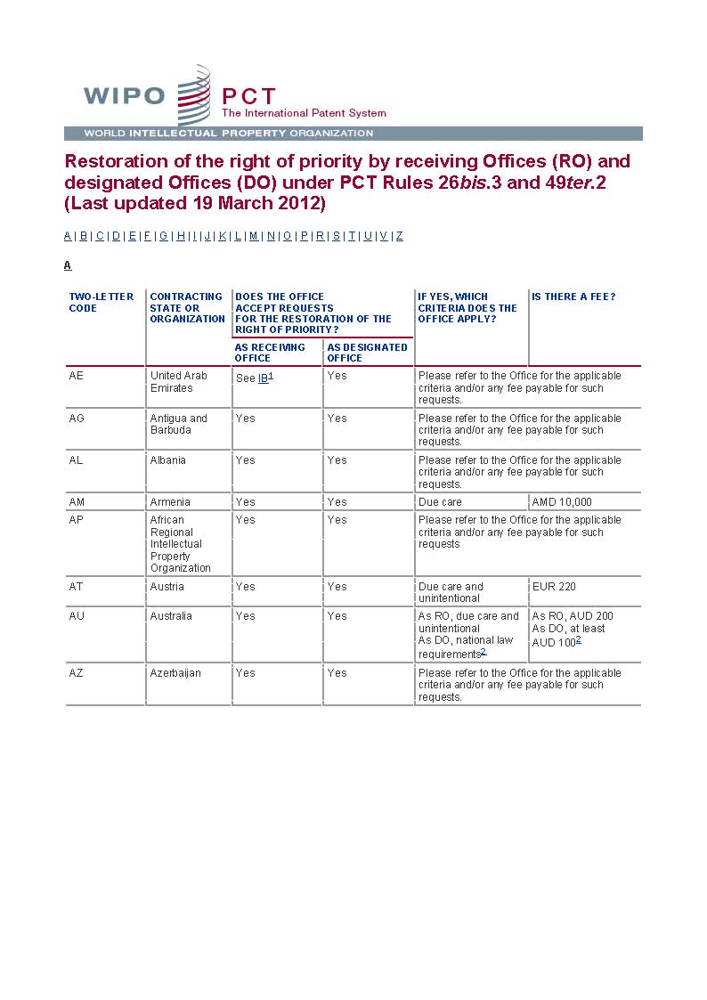 WIPO PCT
The International Patent System
WORLD INTELLECTUAL PROPERTY ORGANIZATION
Restoration of the right of priority by receiving Offices (RO) and
designated Offices (DO) under PCT Rules 26bis.3 and 49ter.2
(Last updated 19 March 2012)
A | B | C | D | E | F | G | H | I | J | K | L | M | N | O | P | R | S | T | U | V | Z
A
TWO-LETTER
CODE
CONTRACTING
STATE OR
ORGANIZATION
DOES THE OFFICE
ACCEPT REQUESTS
FOR THE RESTORATION OF THE
RIGHT OF PRIORITY?
IF YES, WHICH
CRITERIA DOES THE
OFFICE APPLY?
IS THERE A FEE?
AS RECEIVING
OFFICE
AS DESIGNATED
OFFICE
AE
United Arab
Emirates
See IB1
Yes
Please refer to the Office for the applicable
criteria and/or any fee payable for such
requests.
AG
Antigua and
Barbuda
Yes
Yes
Please refer to the Office for the applicable
criteria and/or any fee payable for such
requests.
AL
Albania
Yes
Yes
Please refer to the Office for the applicable
criteria and/or any fee payable for such
requests.
AM
Armenia
Yes
Yes
Due care
AMD 10,000
AP
African
Regional
Intellectual
Property
Organization
Yes
Yes
Please refer to the Office for the applicable
criteria and/or any fee payable for such
requests
AT
Austria
Yes
Yes
Due care and
unintentional
EUR 220
AU
Australia
Yes
Yes
As RO, due care and
unintentional
As DO, national law
requirements2
As RO, AUD 200
As DO, at least
AUD 1002
AZ
Azerbaijan
Yes
Yes
Please refer to the Office for the applicable
criteria and/or any fee payable for such
requests.